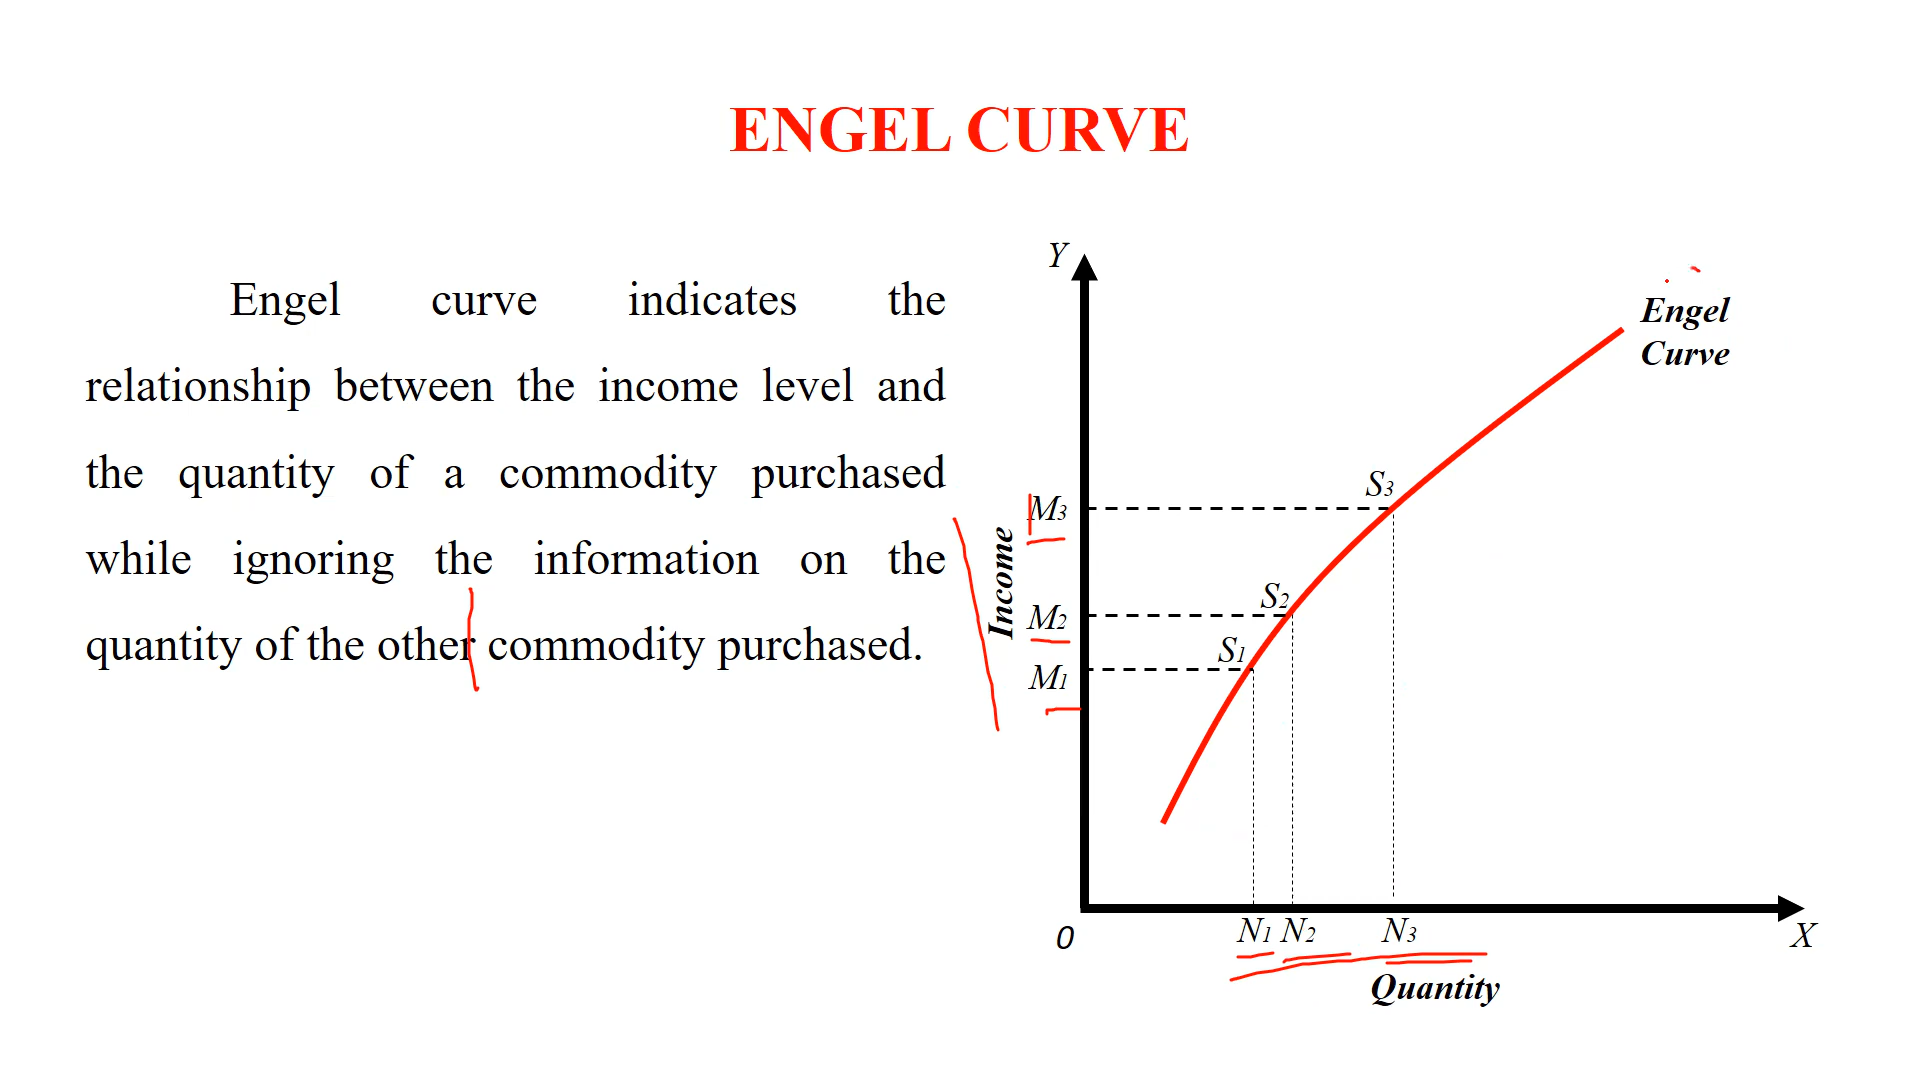 ENGEL CURVE
Engel curve indicates the
relationship between the income level and
the quantity of a commodity purchased
while ignoring the information on the
quantity of the other commodity purchased.
Y
Engel
Curve
S3
M3
Income
S2
M2
S1
M1
0
N1 N2 N3
X
Quantity